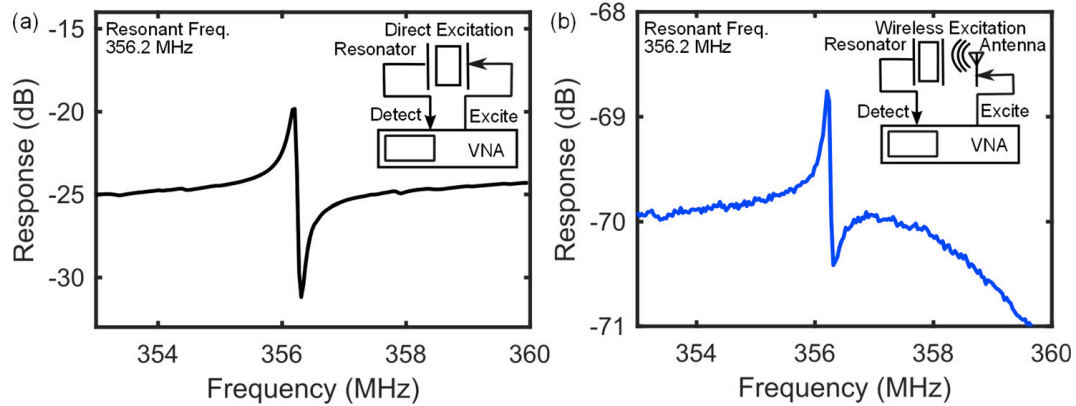 (a)
Resonant Freq.
356.2 MHz
Direct Excitation
Resonator
Detect
Excite
VNA
-15
-20
-25
-30
Response (dB)
354
356
358
360
Frequency (MHz)
(b)
Resonant Freq.
356.2 MHz
Wireless Excitation
Resonator
Antenna
Detect
Excite
VNA
-68
-69
-70
-71
Response (dB)
354
356
358
360
Frequency (MHz)